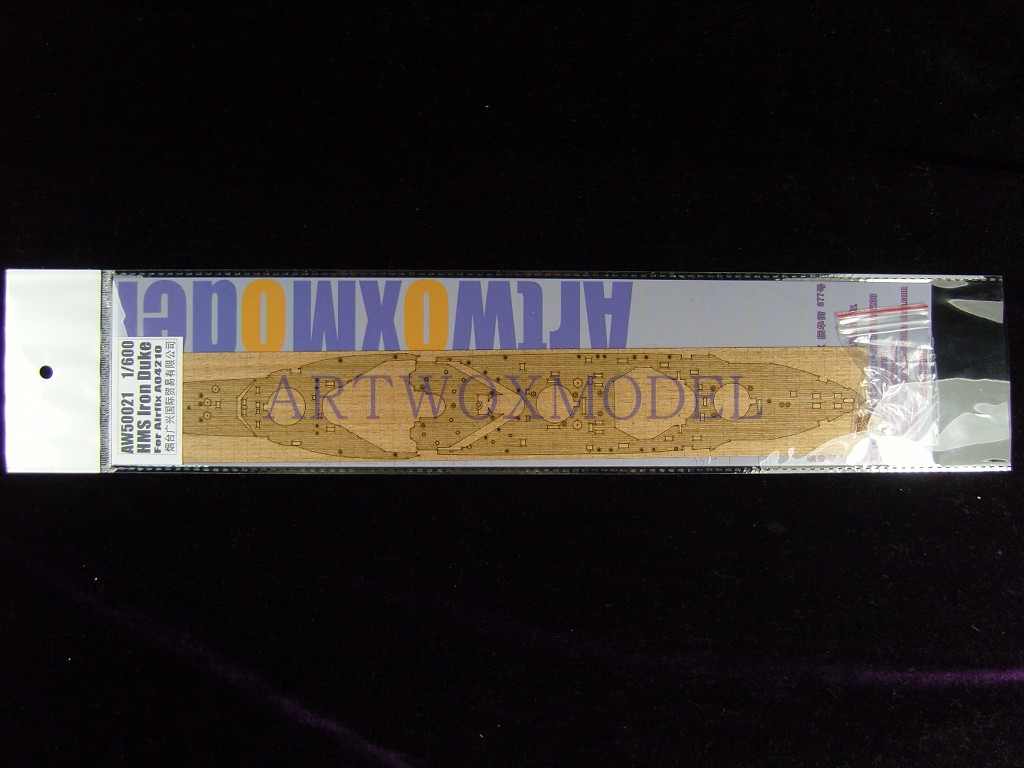 ArtwoxModel
AW50021 1/600
HMS Iron Duke
For Airfix A04210
烟台广兴国际贸易有限公司
ARTWOXMODEL